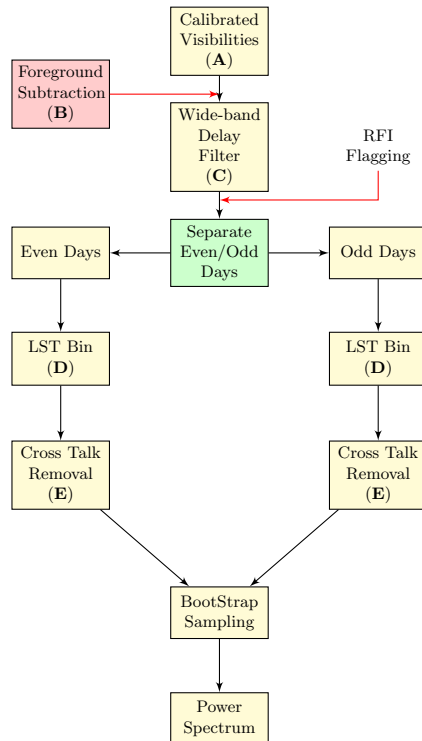 Calibrated
Visibilities
(A)
Foreground
Subtraction
(B)
Wide-band
Delay
Filter
(C)
RFI
Flagging
Separate
Even/Odd
Days
Even Days
Odd Days
LST Bin
(D)
LST Bin
(D)
Cross Talk
Removal
(E)
Cross Talk
Removal
(E)
BootStrap
Sampling
Power
Spectrum